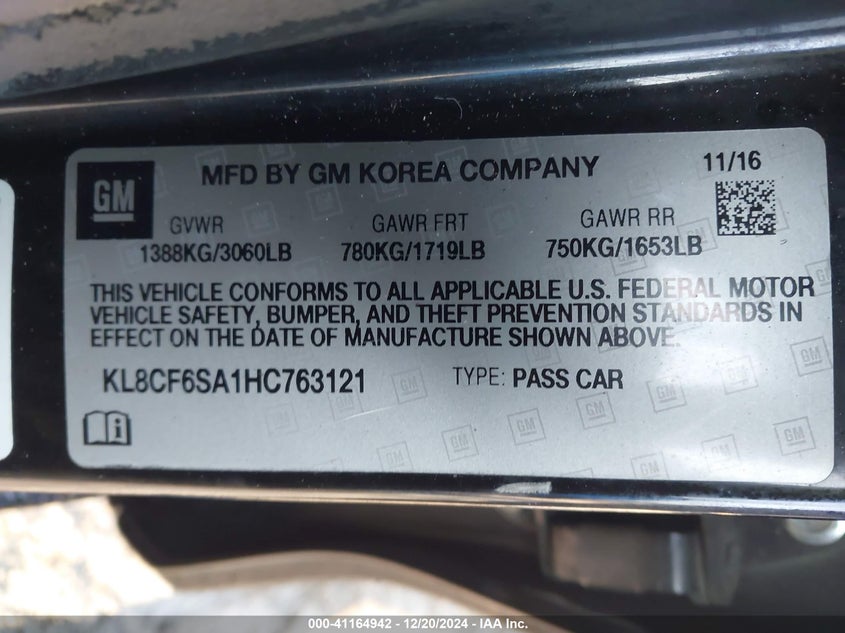 GM MFD BY GM KOREA COMPANY 11/16
GVWR GAWR FRT GAWR RR
1388KG/3060LB 780KG/1719LB 750KG/1653LB
THIS VEHICLE CONFORMS TO ALL APPLICABLE U.S. FEDERAL MOTOR
VEHICLE SAFETY, BUMPER, AND THEFT PREVENTION STANDARDS IN
EFFECT ON THE DATE OF MANUFACTURE SHOWN ABOVE.
KL8CF6SA1HC763121 TYPE: PASS CAR
000-41164942 - 12/20/2024 - IAA Inc.